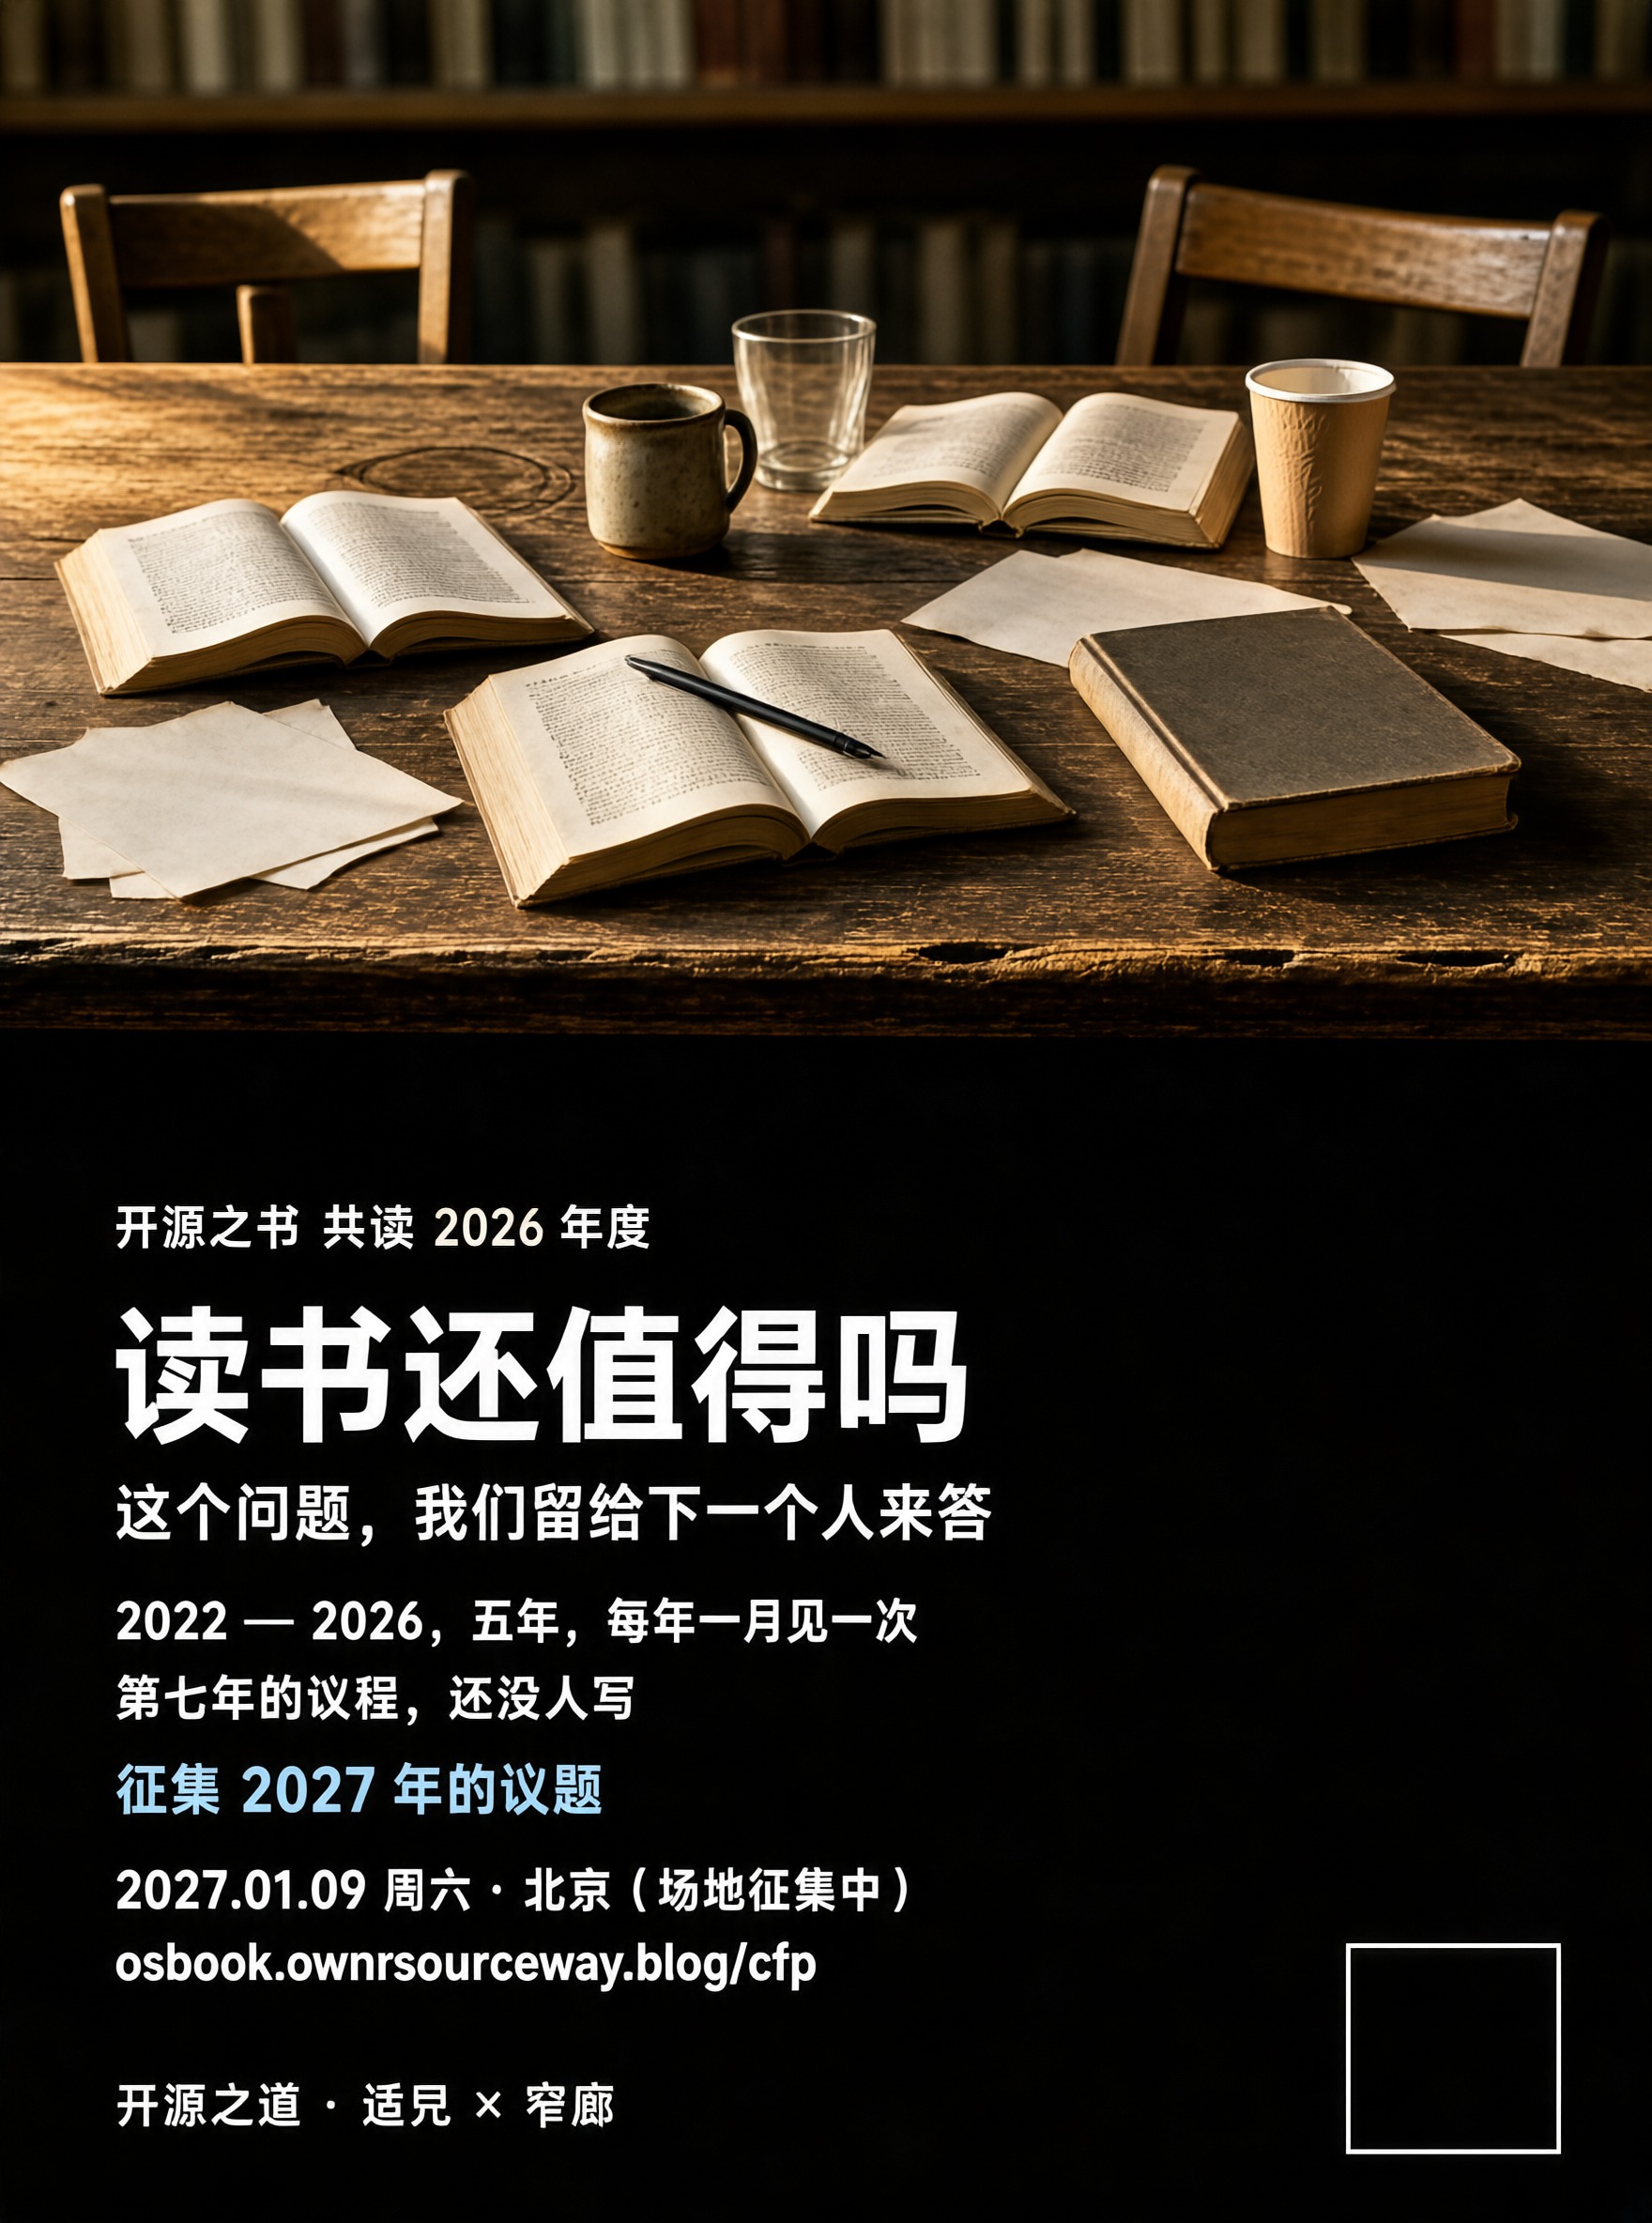 开源之书 共读 2026 年度
读书还值得吗
这个问题，我们留给下一个人来答
2022 — 2026，五年，每年一月见一次
第七年的议程，还没人写
征集 2027 年的议题
2027.01.09 周六 · 北京（场地征集中）
osbook.ownrsourceway.blog/cfp
开源之道 · 适兕 × 窄廊